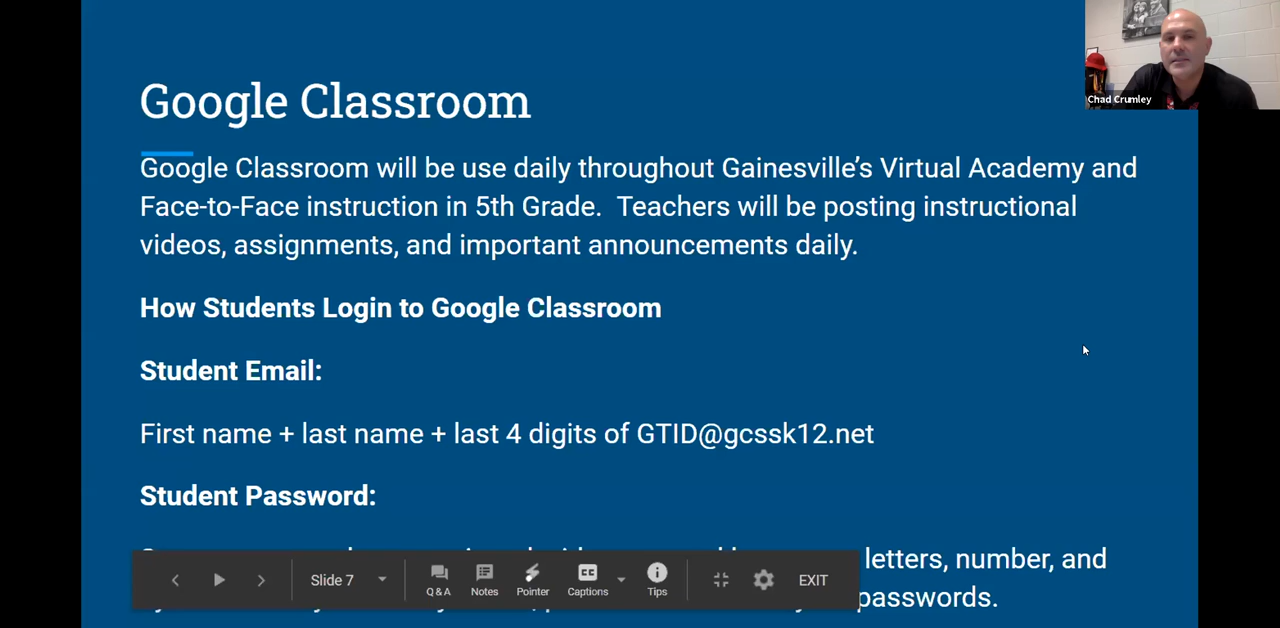 Google Classroom
Chad Crumley
Google Classroom will be use daily throughout Gainesville's Virtual Academy and
Face-to-Face instruction in 5th Grade. Teachers will be posting instructional
videos, assignments, and important announcements daily.
How Students Login to Google Classroom
Student Email:
First name + last name + last 4 digits of GTID@gcssk12.net
Student Password:
letters, number, and
passwords.
Slide 7
Q & A
Notes
Pointer
CC
Captions
Tips
EXIT